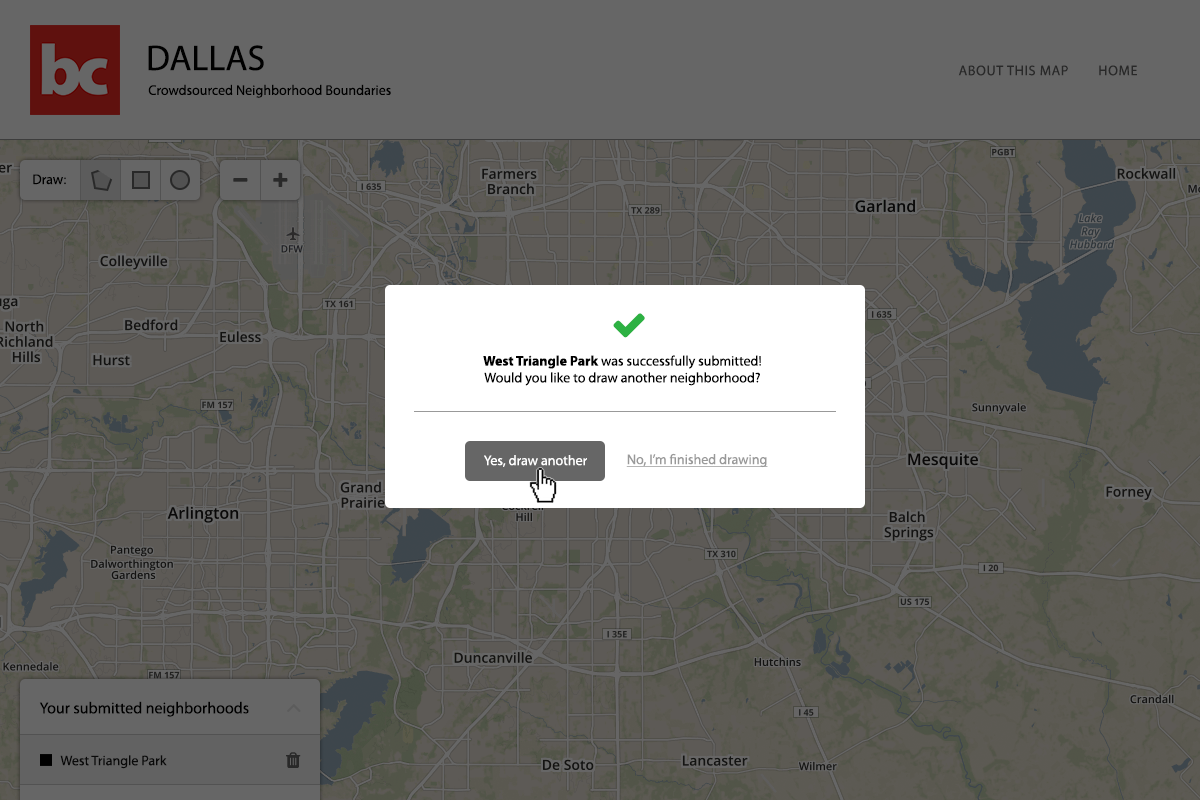 bc
DALLAS
Crowdsourced Neighborhood Boundaries
ABOUT THIS MAP
HOME
Draw:
PGBT
Rockwall
I 635
Farmers
Branch
TX 289
Garland
Lake
Ray
Hubbard
DFW
Colleyville
TX 161
I 635
North
Richland
Hills
Bedford
Euless
Hurst
West Triangle Park was successfully submitted!
Would you like to draw another neighborhood?
FM 157
Sunnyvale
Yes, draw another
No, I'm finished drawing
Mesquite
Grand
Prairie
Forney
Arlington
Hill
Balch
Springs
Pantego
Dalworthington
Gardens
TX 310
I 20
US 175
I 35E
Duncanville
Hutchins
Kennedale
FM 157
Your submitted neighborhoods
Crandall
I 45
West Triangle Park
De Soto
Lancaster
Wilmer